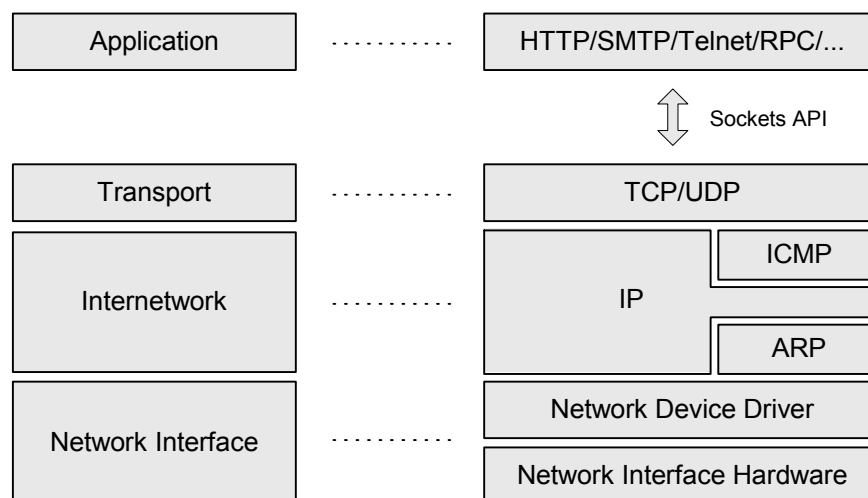 Application
HTTP/SMTP/Telnet/RPC/...
Sockets API
Transport
TCP/UDP
Internetwork
IP
ICMP
ARP
Network Interface
Network Device Driver
Network Interface Hardware